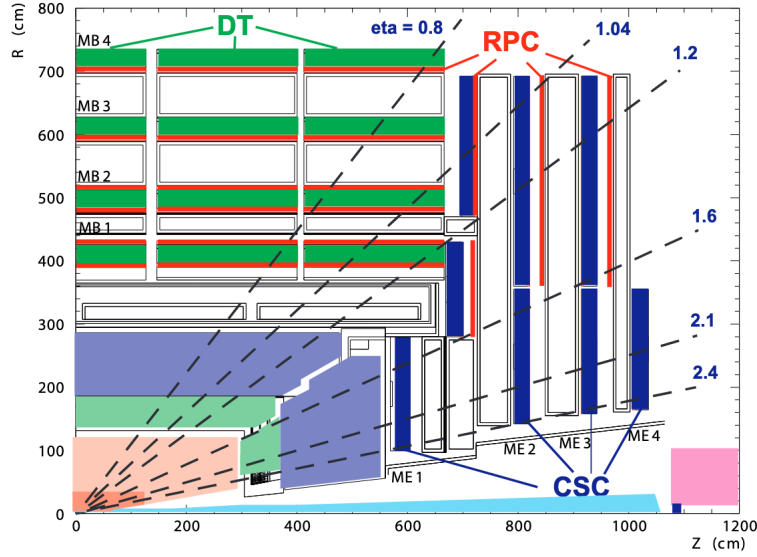 R (cm)
800
700
600
500
400
300
200
100
0
DT
eta = 0.8
1.04
RPC
1.2
MB 4
MB 3
MB 2
MB 1
1.6
2.1
2.4
ME 1
ME 2
ME 3
ME 4
CSC
0
200
400
600
800
1000
1200
Z (cm)